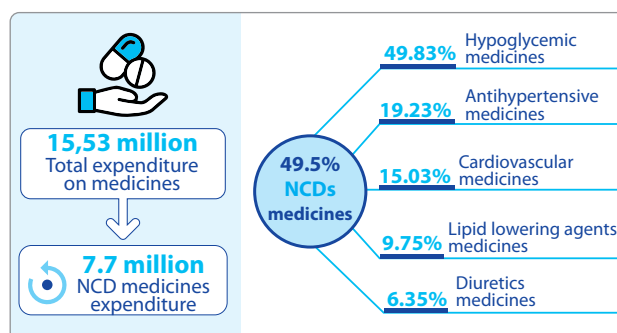 15,53 million
Total expenditure
on medicines
7.7 million
NCD medicines
expenditure
49.5%
NCDs
medicines
49.83%
Hypoglycemic
medicines
19.23%
Antihypertensive
medicines
15.03%
Cardiovascular
medicines
9.75%
Lipid lowering agents
medicines
6.35%
Diuretics
medicines